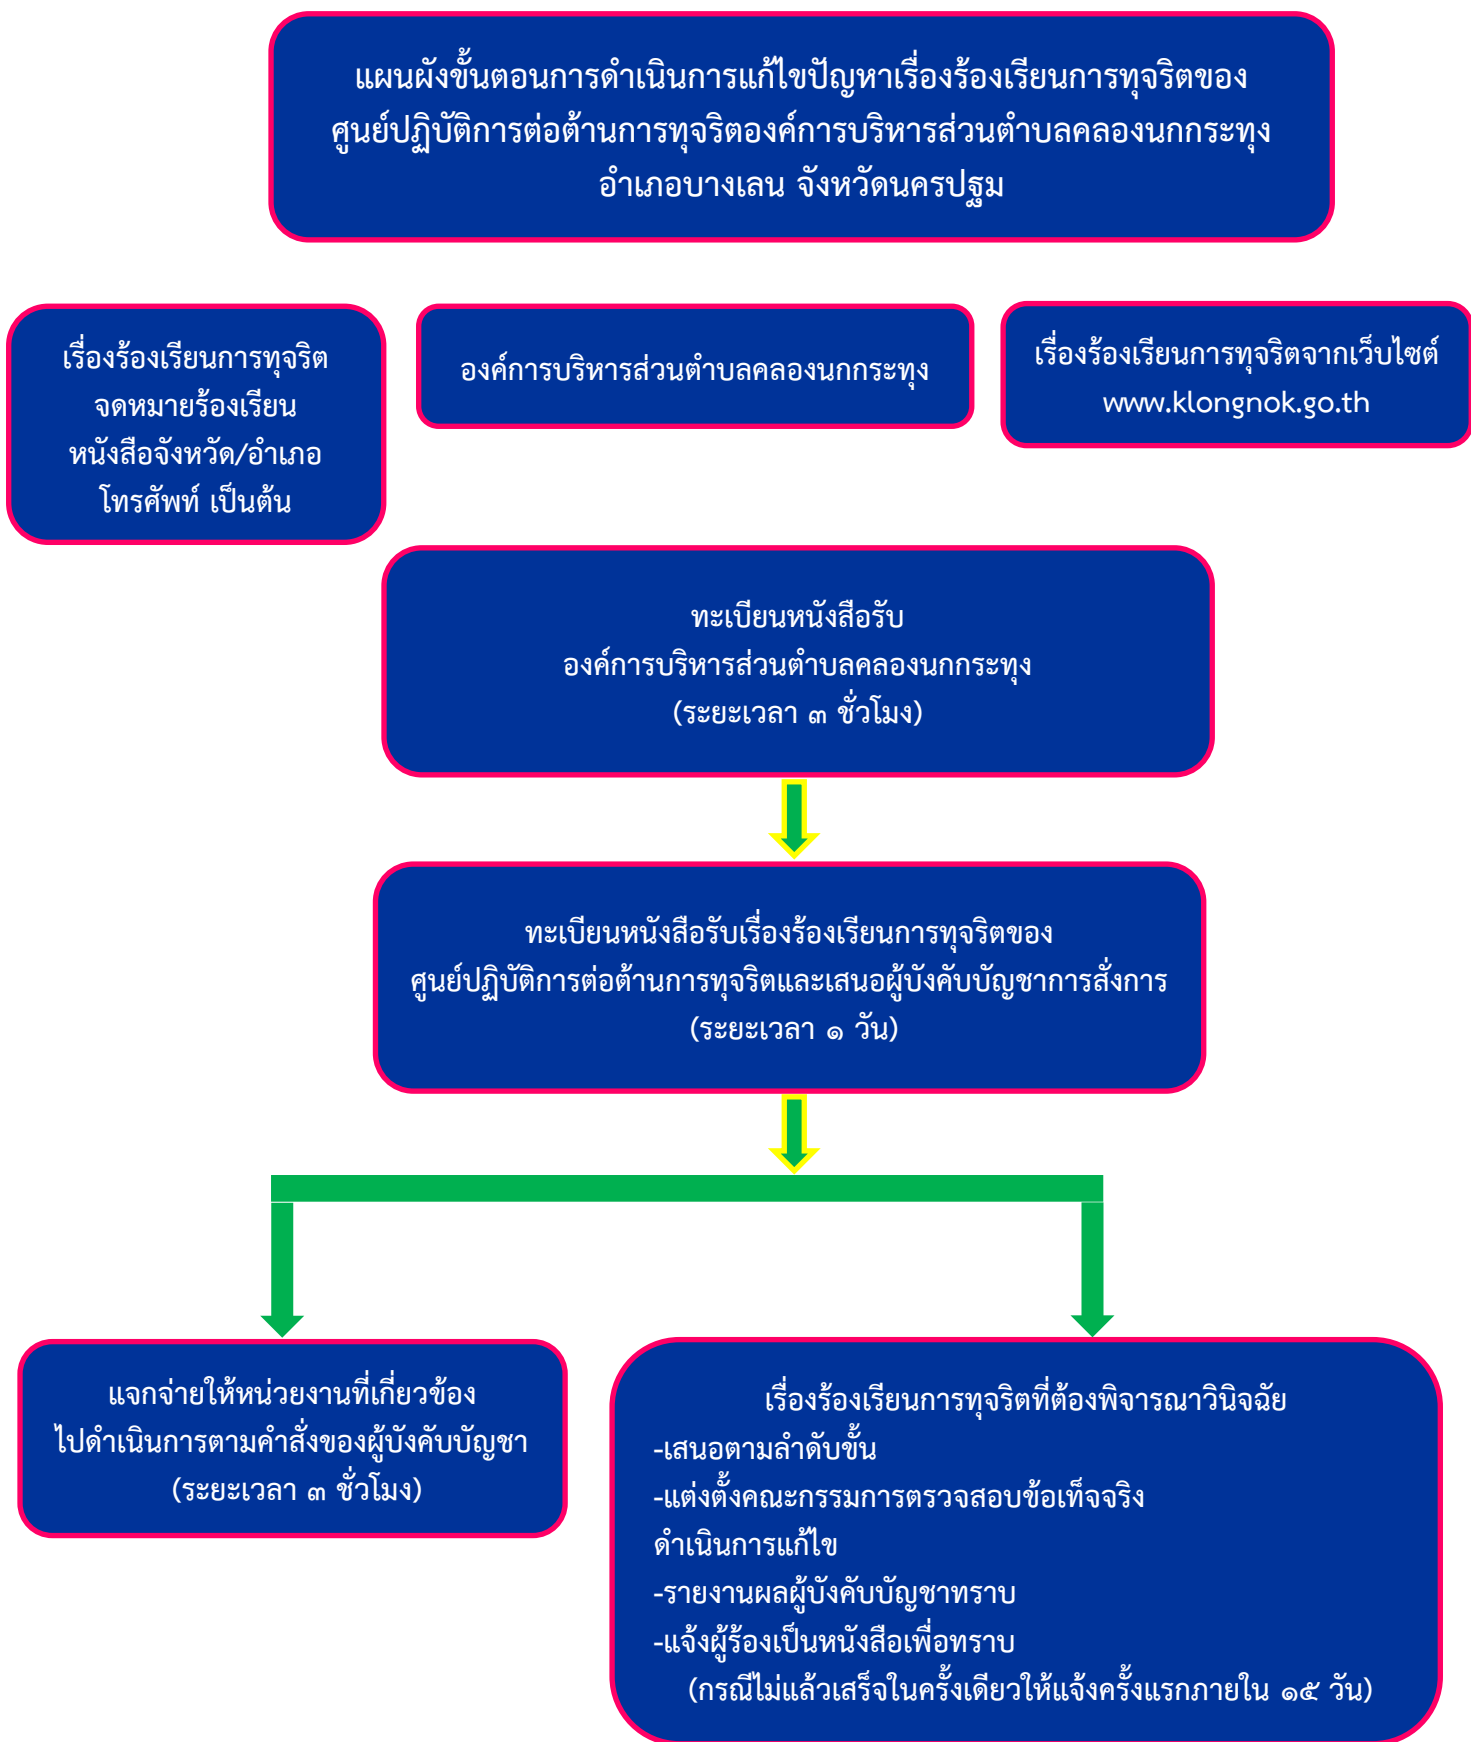 แผนผังขั้นตอนการดำเนินการแก้ไขปัญหาเรื่องร้องเรียนการทุจริตของ
ศูนย์ปฏิบัติการต่อต้านการทุจริตองค์การบริหารส่วนตำบลคลองนกกระทุง
อำเภอบางเลน จังหวัดนครปฐม
เรื่องร้องเรียนการทุจริต
จดหมายร้องเรียน
หนังสือจังหวัด/อำเภอ
โทรศัพท์ เป็นต้น
องค์การบริหารส่วนตำบลคลองนกกระทุง
เรื่องร้องเรียนการทุจริตจากเว็บไซต์
www.klongnok.go.th
ทะเบียนหนังสือรับ
องค์การบริหารส่วนตำบลคลองนกกระทุง
(ระยะเวลา ๓ ชั่วโมง)
ทะเบียนหนังสือรับเรื่องร้องเรียนการทุจริตของ
ศูนย์ปฏิบัติการต่อต้านการทุจริตและเสนอผู้บังคับบัญชาการสั่งการ
(ระยะเวลา ๑ วัน)
แจกจ่ายให้หน่วยงานที่เกี่ยวข้อง
ไปดำเนินการตามคำสั่งของผู้บังคับบัญชา
(ระยะเวลา ๓ ชั่วโมง)
เรื่องร้องเรียนการทุจริตที่ต้องพิจารณาวินิจฉัย
-เสนอตามลำดับขั้น
-แต่งตั้งคณะกรรมการตรวจสอบข้อเท็จจริง
ดำเนินการแก้ไข
-รายงานผลผู้บังคับบัญชาทราบ
-แจ้งผู้ร้องเป็นหนังสือเพื่อทราบ
(กรณีไม่แล้วเสร็จในครั้งเดียวให้แจ้งครั้งแรกภายใน ๑๕ วัน)